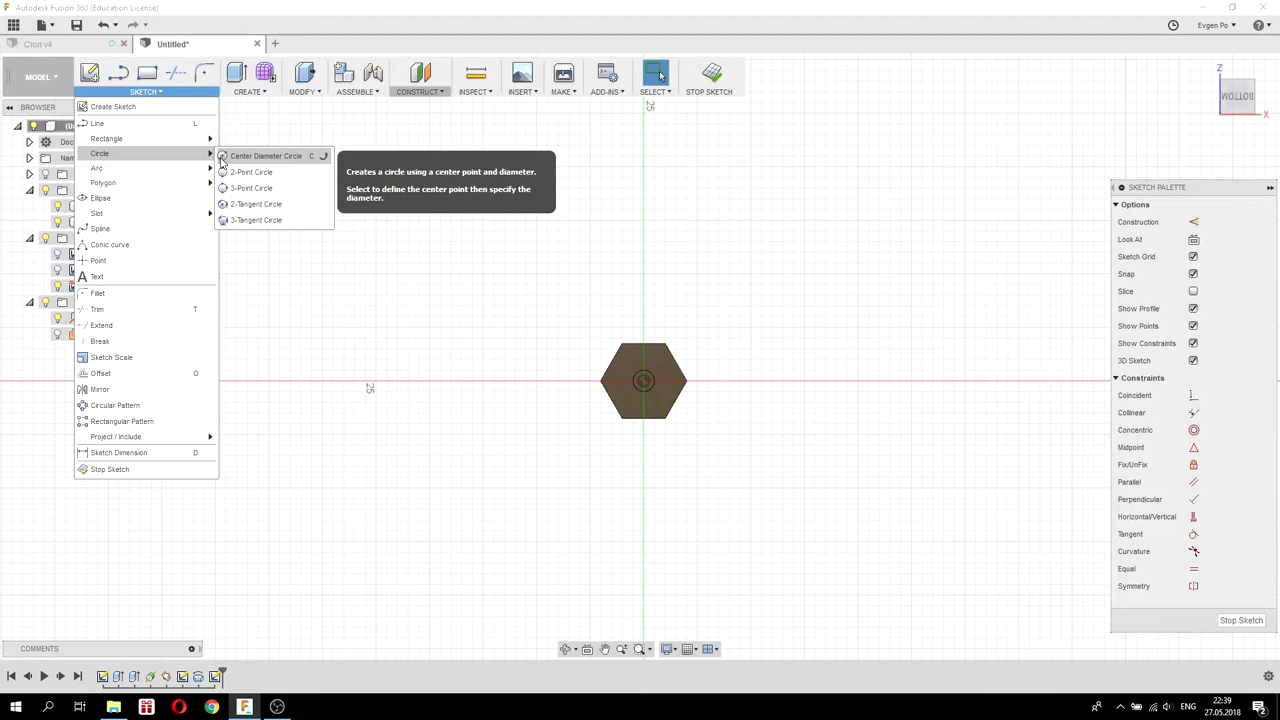 Autodesk Fusion 360 (Education License)
Evgen Po
Стол v4
Untitled*
MODEL
SKETCH
CREATE
MODIFY
ASSEMBLE
CONSTRUCT
INSPECT
INSERT
MAKE
ADD-INS
SELECT
STOP SKETCH
BROWSER
Create Sketch
Line L
Rectangle
Circle
Arc
Polygon
Ellipse
Slot
Spline
Conic curve
Point
Text
Fillet
Trim T
Extend
Break
Sketch Scale
Offset O
Mirror
Circular Pattern
Rectangular Pattern
Project / Include
Sketch Dimension D
Stop Sketch
Center Diameter Circle C
2-Point Circle
3-Point Circle
2-Tangent Circle
3-Tangent Circle
Creates a circle using a center point and diameter.
Select to define the center point then specify the
diameter.
Doc
Nam
25
25
Z
X
BOTTOM
SKETCH PALETTE
Options
Construction
Look At
Sketch Grid
Snap
Slice
Show Profile
Show Points
Show Constraints
3D Sketch
Constraints
Coincident
Collinear
Concentric
Midpoint
Fix/UnFix
Parallel
Perpendicular
Horizontal/Vertical
Tangent
Curvature
Equal
Symmetry
Stop Sketch
COMMENTS
22:39
27.05.2018